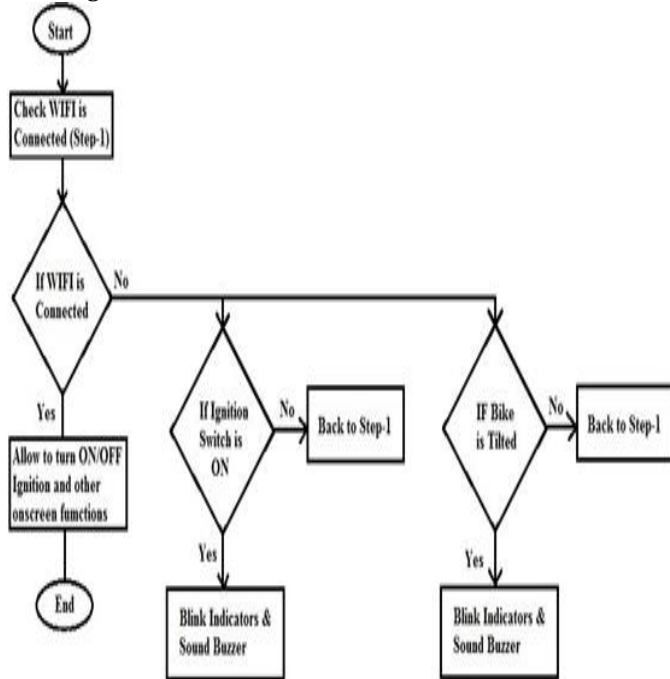 Start
Check WIFI is
Connected (Step-1)
If WIFI is
Connected
No
Yes
Allow to turn ON/OFF
Ignition and other
onscreen fumctions
End
If Ignition
Switch is
ON
No
Back to Step-1
Yes
Blink Indicators &
Sound Buzzer
IF Bike
is Tilted
No
Back to Step-1
Yes
Blink Indicators &
Sound Buzzer